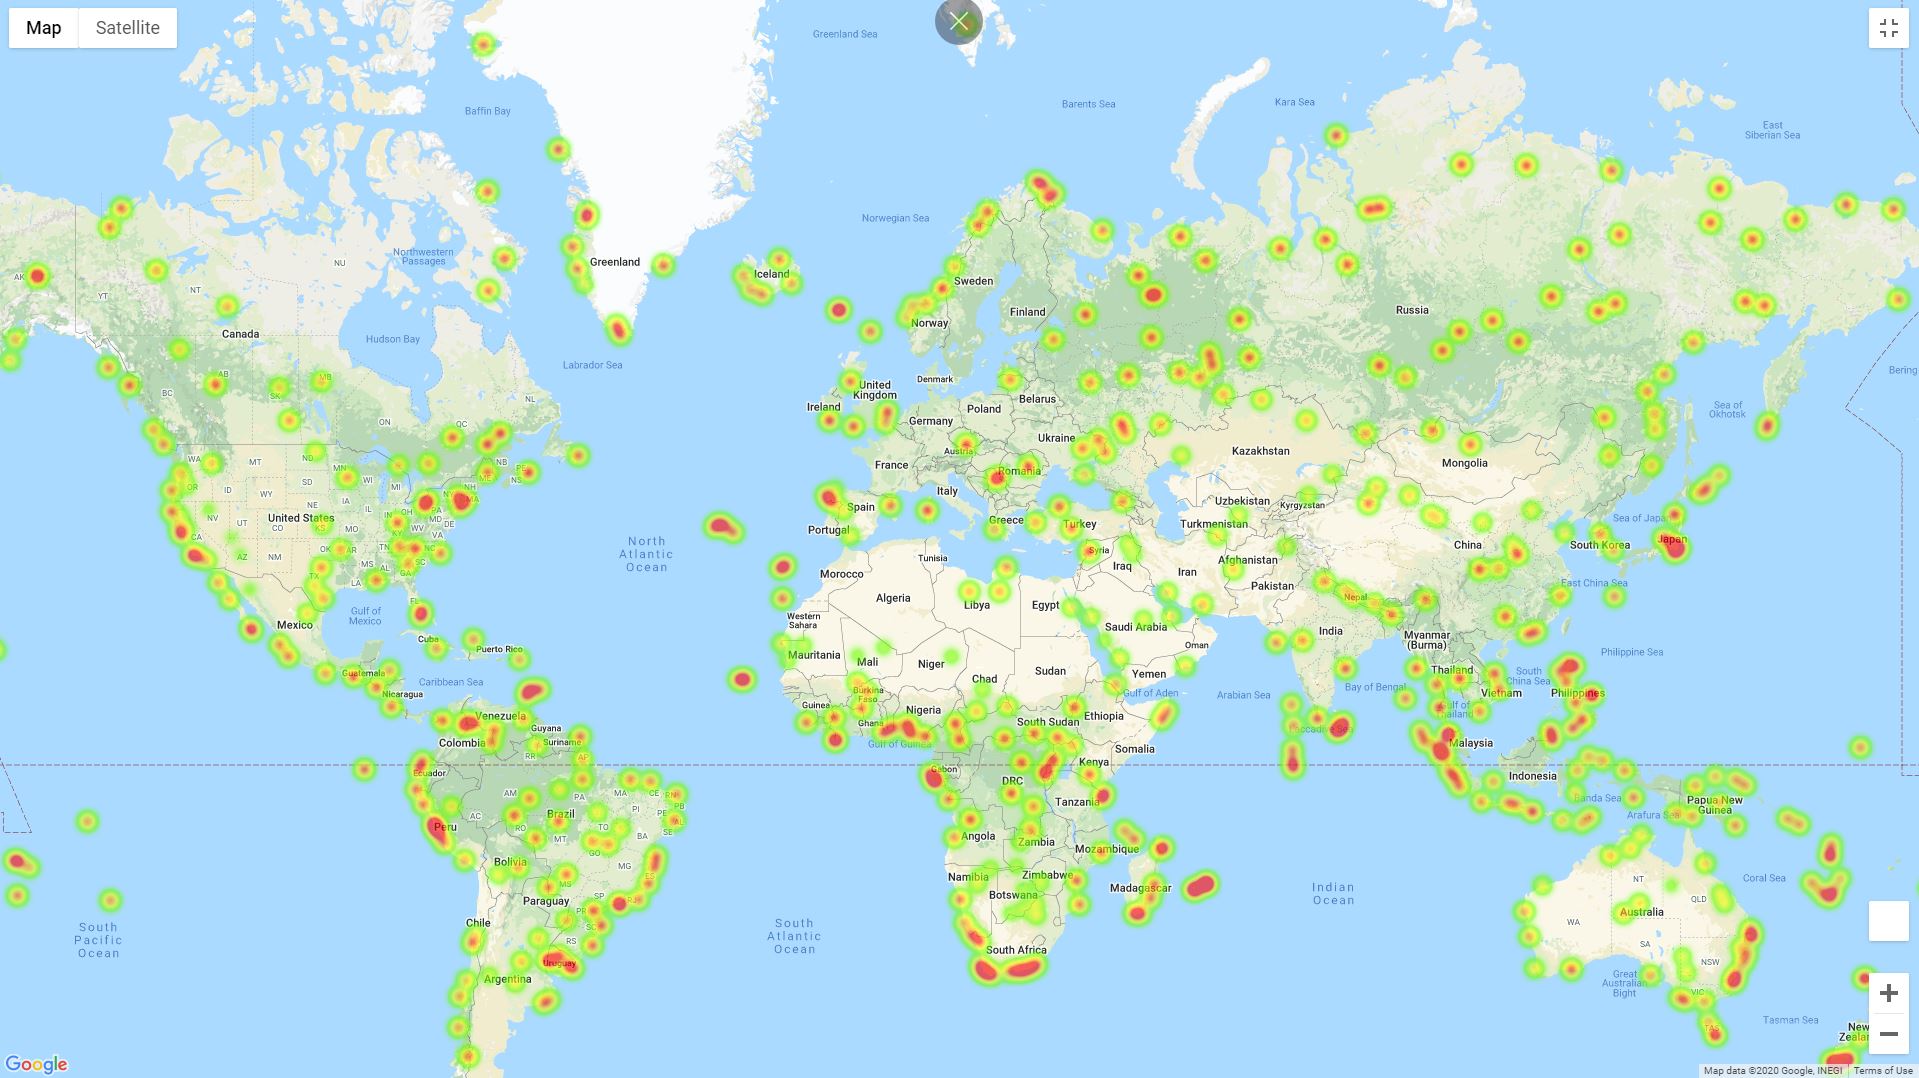 Map
Satellite
Greenland Sea
Barents Sea
Kara Sea
East
Siberian Sea
Baffin Bay
Norwegian Sea
Northwestern
Passages
NU
Greenland
Iceland
AK
YT
NT
Sweden
Finland
Norway
Russia
Canada
Hudson Bay
Labrador Sea
Bering
AB
SK
MB
BC
ON
QC
NL
NB
PE
NS
United
Kingdom
Ireland
Denmark
Belarus
Poland
Germany
Ukraine
Austria
France
Romania
Italy
Spain
Portugal
Greece
Turkey
Kazakhstan
Mongolia
Sea of
Okhotsk
Uzbekistan
Kyrgyzstan
Turkmenistan
Sea of Japan
China
South Korea
Japan
East China Sea
MT
ND
MN
SD
WI
MI
OR
ID
WY
NY
NH
MA
ME
PA
United States
NV
UT
CO
KS
MO
IN
MD
DE
KY
VA
CA
AZ
NM
OK
AR
TN
NC
SC
TX
LA
GA
FL
North
Atlantic
Ocean
Syria
Iraq
Iran
Afghanistan
Pakistan
Nepal
Tunisia
Morocco
Algeria
Libya
Egypt
Western
Sahara
Saudi Arabia
Oman
India
Myanmar
(Burma)
Gulf of
Mexico
Mexico
Cuba
Puerto Rico
Guatemala
Caribbean Sea
Nicaragua
Mauritania
Mali
Niger
Sudan
Chad
Yemen
Gulf of Aden
Arabian Sea
Bay of Bengal
Thailand
Vietnam
South
China Sea
Philippine Sea
Philippines
Gulf of
Thailand
Burkina
Faso
Guinea
Nigeria
Ghana
Gulf of Guinea
South Sudan
Ethiopia
Somalia
Laccadive Sea
Malaysia
Venezuela
Guyana
Colombia
Suriname
RR
AP
Ecuador
Gabon
DRC
Kenya
Tanzania
Indonesia
Banda Sea
Papua New
Guinea
Arafura Sea
Peru
AC
RO
Brazil
PA
MA
CE
RN
PB
PI
AL
SE
TO
BA
MT
GO
MG
ES
Bolivia
MS
SP
RJ
Paraguay
PR
SC
RS
Chile
Uruguay
Argentina
Angola
Zambia
Mozambique
Namibia
Zimbabwe
Botswana
Madagascar
South Africa
Indian
Ocean
South
Pacific
Ocean
South
Atlantic
Ocean
Coral Sea
NT
QLD
WA
Australia
SA
NSW
VIC
TAS
Great
Australian
Bight
Tasman Sea
New
Zealand
Google
Map data ©2020 Google, INEGI
Terms of Use